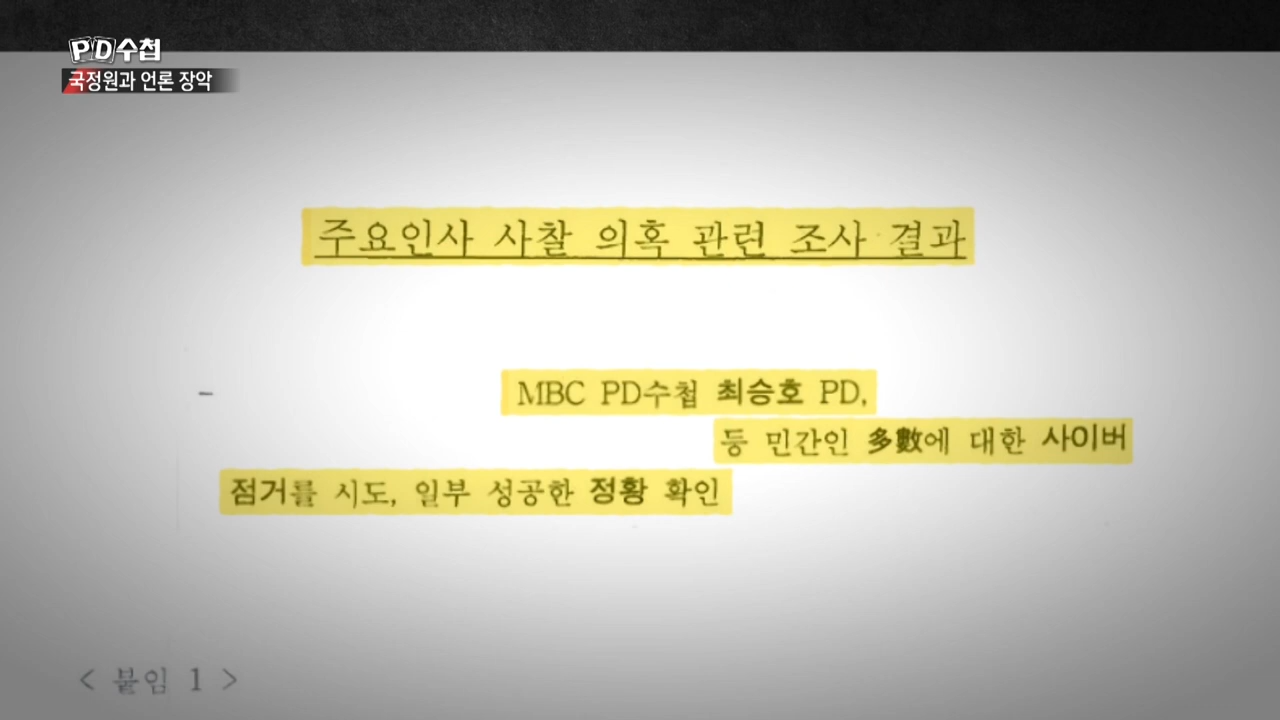 PD수첩
국정원과 언론 장악
주요인사 사찰 의혹 관련 조사 결과
- MBC PD수첩 최승호 PD,
등 민간인 多數에 대한 사이버
점거를 시도, 일부 성공한 정황 확인
< 붙임 1 >